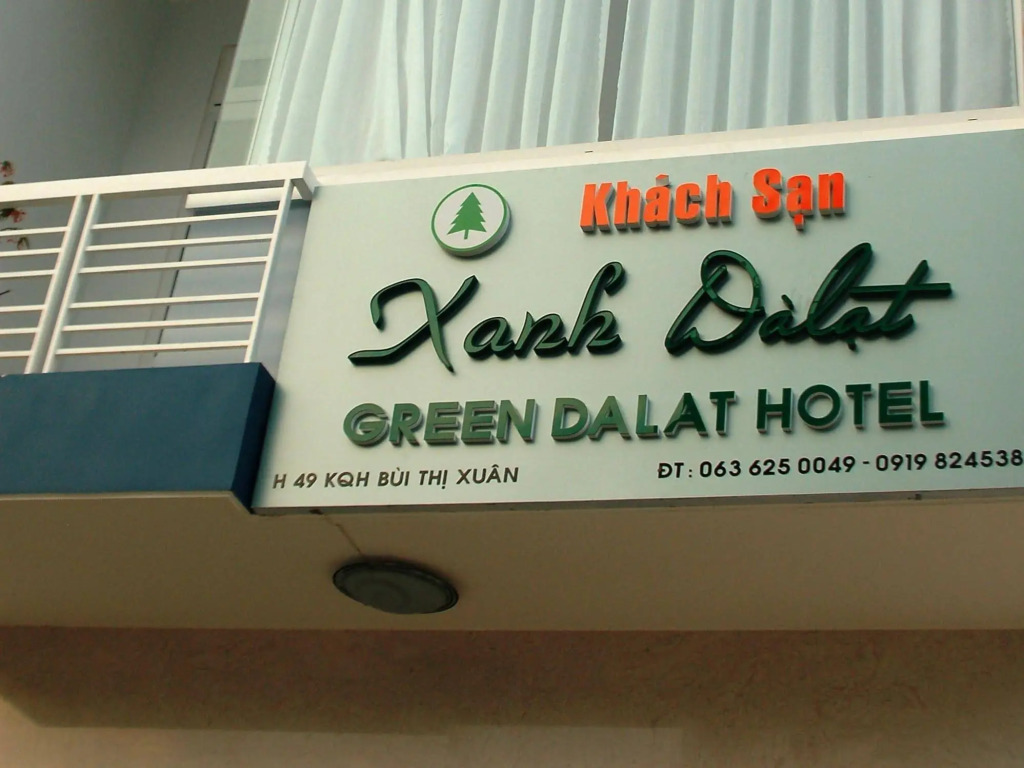 Khách Sạn
Xanh Đàlạt
GREEN DALAT HOTEL
H 49 KQH BÙI THỊ XUÂN
ĐT: 063 625 0049 - 0919 824538